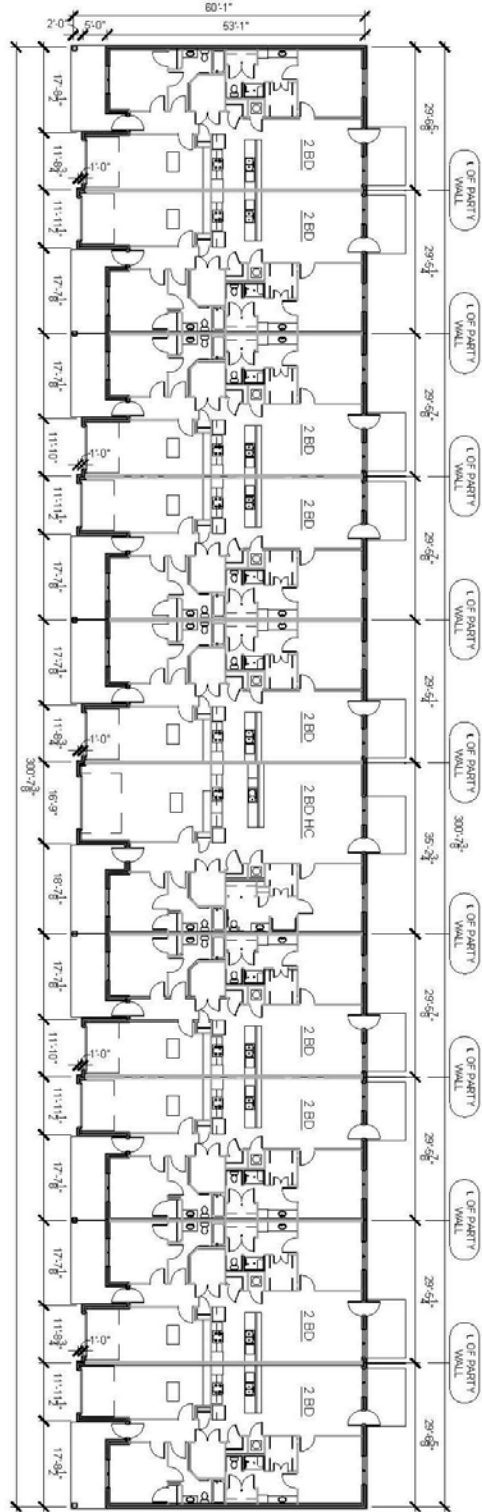 ℄ OF PARTY
WALL
℄ OF PARTY
WALL
℄ OF PARTY
WALL
℄ OF PARTY
WALL
℄ OF PARTY
WALL
℄ OF PARTY
WALL
℄ OF PARTY
WALL
℄ OF PARTY
WALL
℄ OF PARTY
WALL
300'-7 3/8"
29'-6 5/8"
29'-5 1/4"
29'-5 7/8"
29'-5 7/8"
29'-5 1/4"
35'-2 3/4"
29'-5 7/8"
29'-5 7/8"
29'-5 1/4"
29'-6 5/8"
60'-1"
53'-1"
5'-0"
2'-0"
2 BD
2 BD
2 BD
2 BD
2 BD
2 BD HC
2 BD
2 BD
2 BD
2 BD
1'-0"
1'-0"
1'-0"
1'-0"
1'-0"
17'-8 1/2"
11'-8 3/4"
11'-11 1/2"
17'-7 1/8"
17'-7 1/8"
11'-10"
11'-11 1/2"
17'-7 1/8"
17'-7 1/8"
11'-8 3/4"
16'-9"
18'-7 1/8"
17'-7 1/8"
11'-10"
11'-11 1/2"
17'-7 1/8"
17'-7 1/8"
11'-8 3/4"
11'-11 1/2"
17'-8 1/2"
300'-7 3/8"